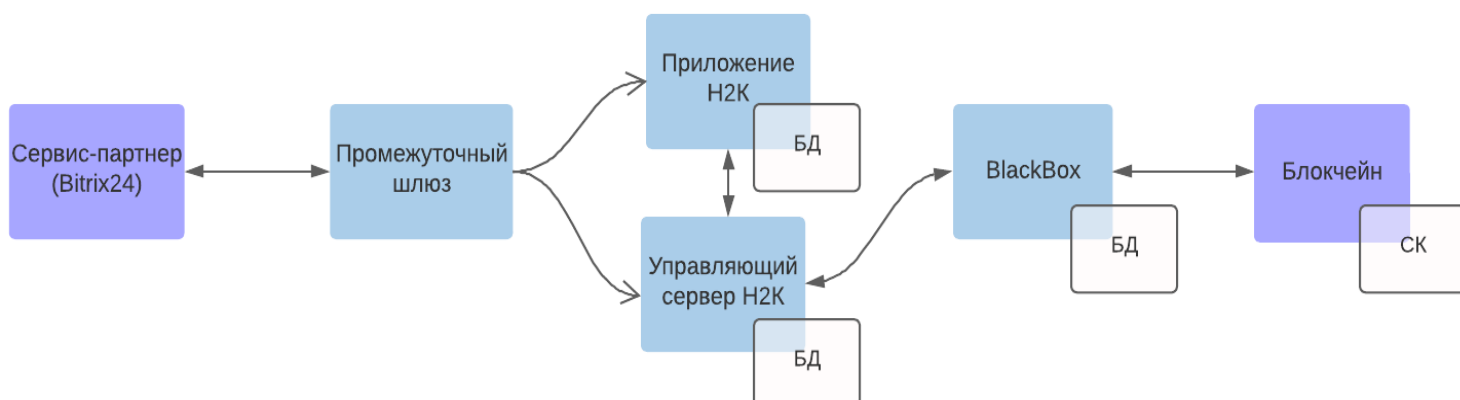 Сервис-партнер
(Bitrix24)
Промежуточный
шлюз
Приложение
Н2К
БД
Управляющий
сервер Н2К
БД
BlackBox
БД
Блокчейн
СК